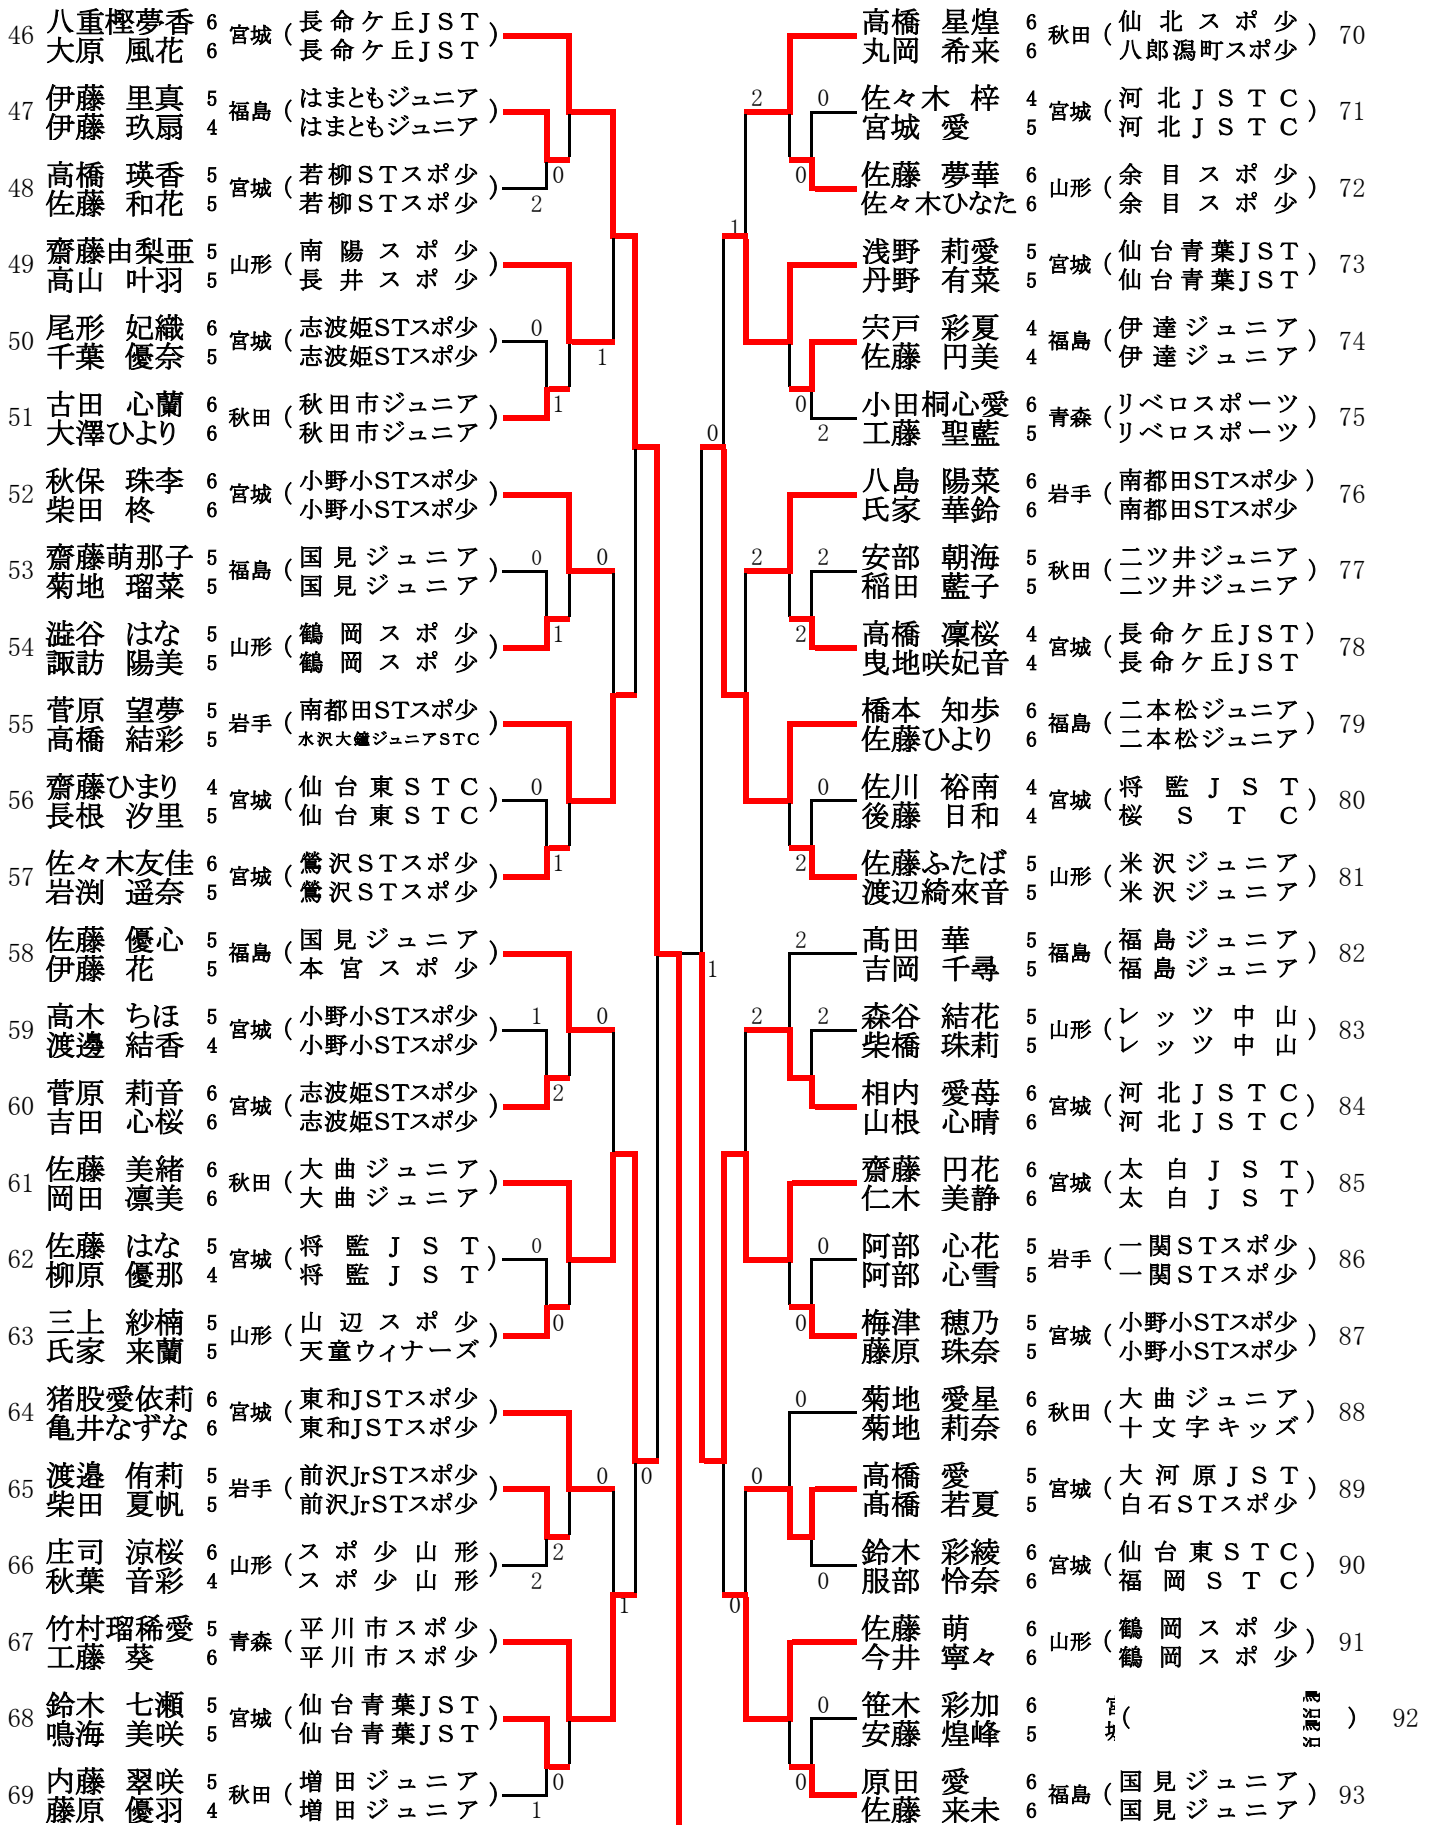 46 八重樫夢香 6 宮城 ( 長命ケ丘JST )
大原 風花 6 長命ケ丘JST
47 伊藤 里真 5 福島 ( はまともジュニア )
伊藤 玖扇 4 はまともジュニア
0
48 高橋 瑛香 5 宮城 ( 若柳STスポ少 )
佐藤 和花 5 若柳STスポ少
2
49 齋藤由梨亜 5 山形 ( 南陽スポ少 )
高山 叶羽 5 長井スポ少
50 尾形 妃織 6 宮城 ( 志波姫STスポ少 ) 0
千葉 優奈 5 志波姫STスポ少
1
51 古田 心蘭 6 秋田 ( 秋田市ジュニア ) 1
大澤ひより 6 秋田市ジュニア
52 秋保 珠李 6 宮城 ( 小野小STスポ少 )
柴田 柊 6 小野小STスポ少
53 齋藤萌那子 5 福島 ( 国見ジュニア ) 0 0
菊地 瑠菜 5 国見ジュニア
54 澁谷 はな 5 山形 ( 鶴岡スポ少 ) 1
諏訪 陽美 5 鶴岡スポ少
55 菅原 望夢 5 岩手 ( 南都田STスポ少 )
高橋 結彩 5 水沢大鐘ジュニアSTC
56 齋藤ひまり 4 宮城 ( 仙台東STC ) 0
長根 汐里 5 仙台東STC
57 佐々木友佳 6 宮城 ( 鶯沢STスポ少 ) 1
岩渕 遥奈 5 鶯沢STスポ少
58 佐藤 優心 5 福島 ( 国見ジュニア )
伊藤 花 5 本宮スポ少
59 高木 ちほ 5 宮城 ( 小野小STスポ少 ) 1 0
渡邊 結香 4 小野小STスポ少
60 菅原 莉音 6 宮城 ( 志波姫STスポ少 ) 2
吉田 心桜 6 志波姫STスポ少
61 佐藤 美緒 6 秋田 ( 大曲ジュニア )
岡田 凛美 6 大曲ジュニア
62 佐藤 はな 5 宮城 ( 将監JST ) 0
柳原 優那 4 将監JST
63 三上 紗楠 5 山形 ( 山辺スポ少 ) 0
氏家 来蘭 5 天童ウィナーズ
64 猪股愛依莉 6 宮城 ( 東和JSTスポ少 )
亀井なずな 6 東和JSTスポ少
65 渡邉 侑莉 5 岩手 ( 前沢JrSTスポ少 ) 0 0
柴田 夏帆 5 前沢JrSTスポ少
2
66 庄司 涼桜 6 山形 ( スポ少山形 )
秋葉 音彩 4 スポ少山形
2
1
67 竹村瑠稀愛 5 青森 ( 平川市スポ少 )
工藤 葵 6 平川市スポ少
68 鈴木 七瀬 5 宮城 ( 仙台青葉JST )
鳴海 美咲 5 仙台青葉JST
0
69 内藤 翠咲 5 秋田 ( 増田ジュニア )
藤原 優羽 4 増田ジュニア
1
高橋 星煌 6 秋田 ( 仙北スポ少 ) 70
丸岡 希来 6 八郎潟町スポ少
2 0 佐々木 梓 4 宮城 ( 河北JSTC ) 71
宮城 愛 5 河北JSTC
0 佐藤 夢華 6 山形 ( 余目スポ少 ) 72
佐々木ひなた 6 余目スポ少
1
浅野 莉愛 5 宮城 ( 仙台青葉JST ) 73
丹野 有菜 5 仙台青葉JST
宍戸 彩夏 4 福島 ( 伊達ジュニア ) 74
佐藤 円美 4 伊達ジュニア
0 小田桐心愛 6 青森 ( リベロスポーツ ) 75
0 2 工藤 聖藍 5 リベロスポーツ
八島 陽菜 6 岩手 ( 南都田STスポ少 ) 76
氏家 華鈴 6 南都田STスポ少
2 2 安部 朝海 5 秋田 ( 二ツ井ジュニア ) 77
稲田 藍子 5 二ツ井ジュニア
2 高橋 凜桜 4 宮城 ( 長命ケ丘JST ) 78
曳地咲妃音 4 長命ケ丘JST
橋本 知歩 6 福島 ( 二本松ジュニア ) 79
佐藤ひより 6 二本松ジュニア
0 佐川 裕南 4 宮城 ( 将監JST ) 80
後藤 日和 4 桜STC
2 佐藤ふたば 5 山形 ( 米沢ジュニア ) 81
渡辺綺來音 5 米沢ジュニア
2 髙田 華 5 福島 ( 福島ジュニア ) 82
1 吉岡 千尋 5 福島ジュニア
2 2 森谷 結花 5 山形 ( レッツ中山 ) 83
柴橋 珠莉 5 レッツ中山
相内 愛苺 6 宮城 ( 河北JSTC ) 84
山根 心晴 6 河北JSTC
齋藤 円花 6 宮城 ( 太白JST ) 85
仁木 美静 6 太白JST
0 阿部 心花 5 岩手 ( 一関STスポ少 ) 86
阿部 心雪 5 一関STスポ少
0 梅津 穂乃 5 宮城 ( 小野小STスポ少 ) 87
藤原 珠奈 5 小野小STスポ少
0 菊地 愛星 6 秋田 ( 大曲ジュニア ) 88
菊地 莉奈 6 十文字キッズ
0 高橋 愛 5 宮城 ( 大河原JST ) 89
髙橋 若夏 5 白石STスポ少
鈴木 彩綾 6 宮城 ( 仙台東STC ) 90
0 服部 怜奈 6 福岡STC
0
佐藤 萌 6 山形 ( 鶴岡スポ少 ) 91
今井 寧々 6 鶴岡スポ少
0 笹木 彩加 6 ( ) 92
安藤 煌峰 5
0 原田 愛 6 福島 ( 国見ジュニア ) 93
佐藤 来未 6 国見ジュニア